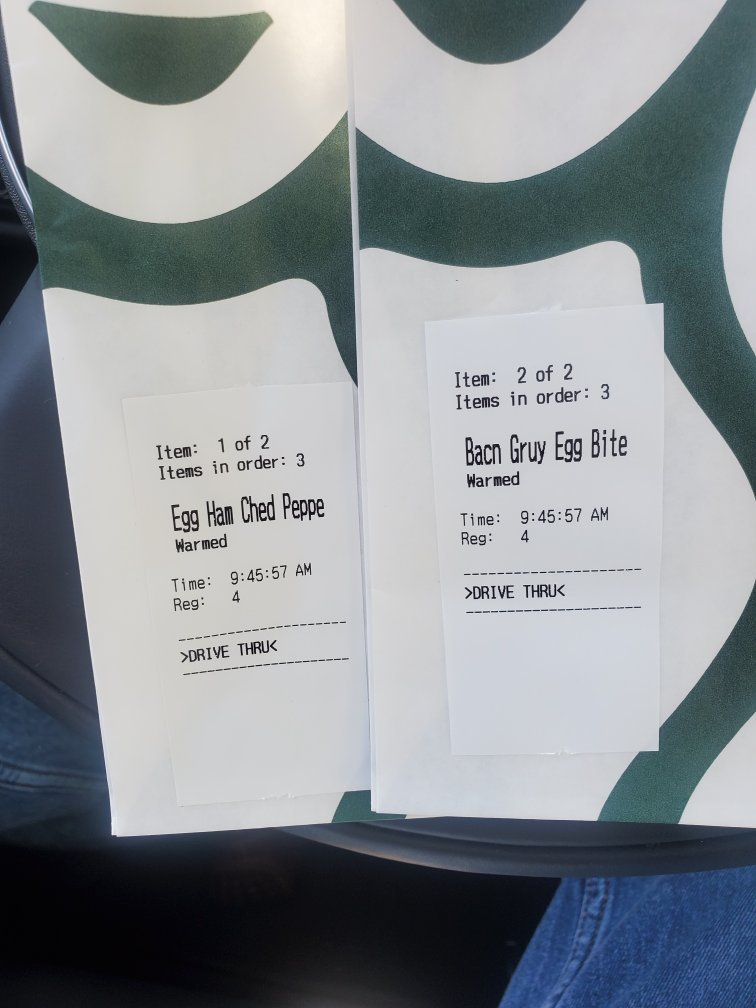 Item: 1 of 2
Items in order: 3
Egg Ham Ched Peppe
Warmed
Time: 9:45:57 AM
Reg: 4
>DRIVE THRU<
Item: 2 of 2
Items in order: 3
Bacn Gruy Egg Bite
Warmed
Time: 9:45:57 AM
Reg: 4
>DRIVE THRU<